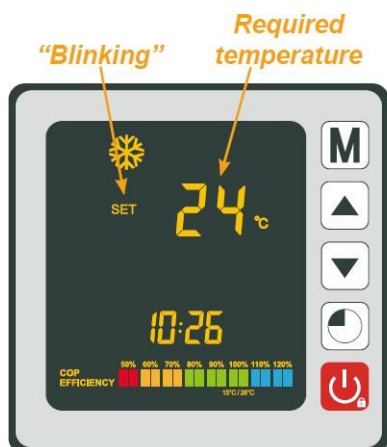 “Blinking”
Required
temperature
M
SET
24 °C
10:26
COP
EFFICIENCY
50% 60% 70% 80% 90% 100% 110% 120%
15°C / 26°C